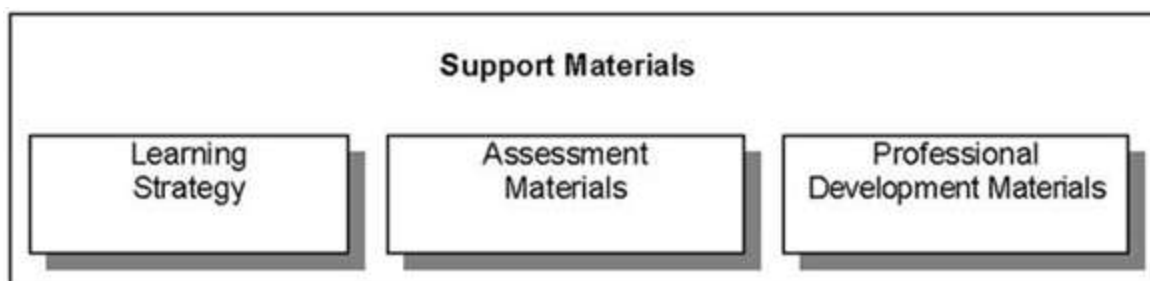 Support Materials
Learning
Strategy
Assessment
Materials
Professional
Development Materials